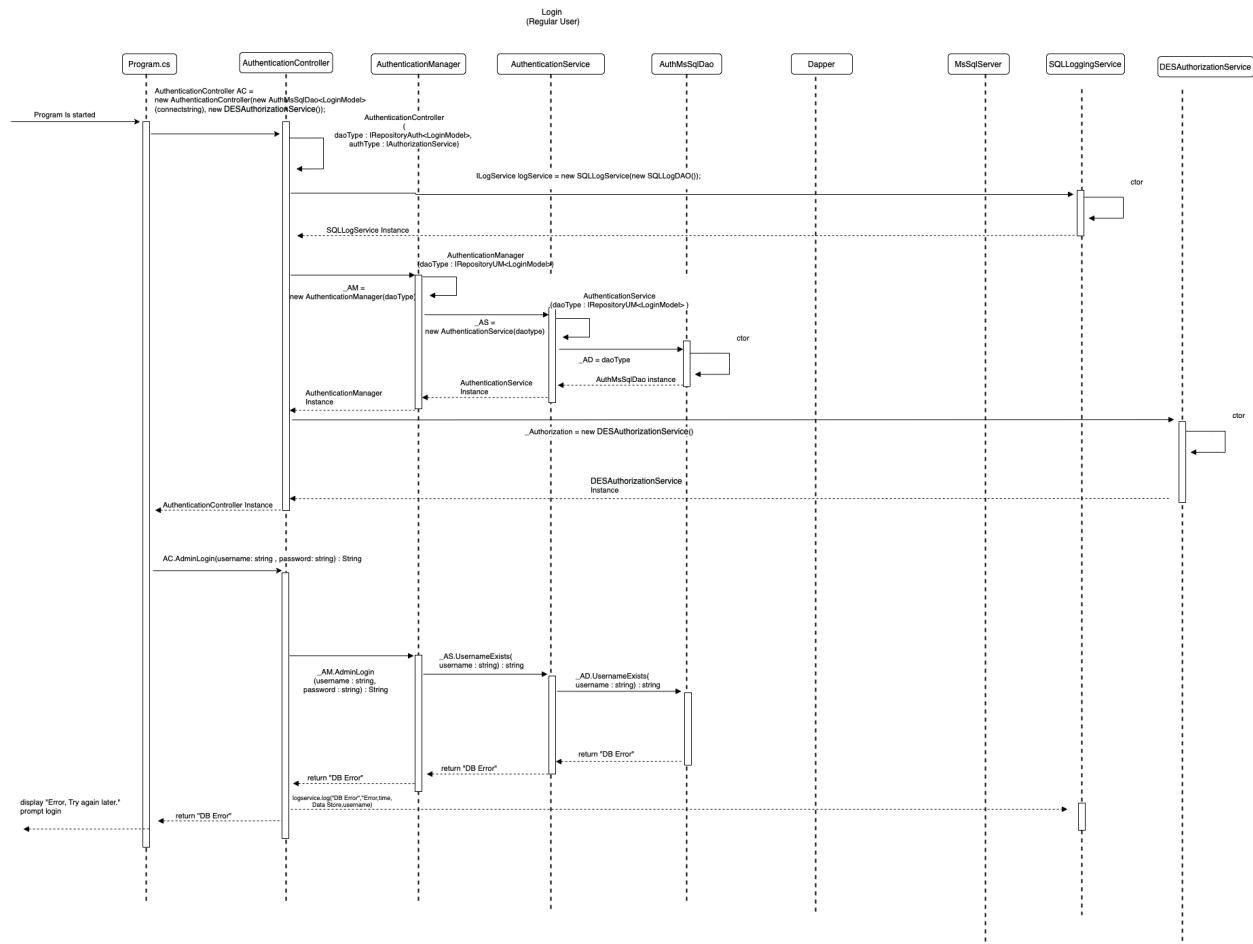 Login
(Regular User)
Program.cs
AuthenticationController
AuthenticationManager
AuthenticationService
AuthMsSqlDao
Dapper
MsSqlServer
SQLLoggingService
DESAuthorizationService
AuthenticationController AC =
new AuthenticationController(new AuthMsSqlDao<LoginModel>
(connectstring), new DESAuthorizationService());
Program Is started
AuthenticationController
(
daoType : IRepositoryAuth<LoginModel>,
authType : IAuthorizationService)
ILogService logService = new SQLLogService(new SQLLogDAO());
ctor
SQLLogService Instance
AuthenticationManager
(daoType : IRepositoryUM<LoginModel>)
_AM =
new AuthenticationManager(daoType)
AuthenticationService
(daoType : IRepositoryUM<LoginModel> )
_AS =
new AuthenticationService(daotype)
ctor
_AD = daoType
AuthMsSqlDao instance
AuthenticationService
Instance
AuthenticationManager
Instance
ctor
_Authorization = new DESAuthorizationService()
DESAuthorizationService
Instance
AuthenticationController Instance
AC.AdminLogin(username: string , password: string) : String
_AS.UsernameExists(
username : string) : string
_AM.AdminLogin
(username : string,
password : string) : String
_AD.UsernameExists(
username : string) : string
return "DB Error"
return "DB Error"
return "DB Error"
logservice.log("DB Error","Error,time,
Data Store,username)
display "Error, Try again later."
prompt login
return "DB Error"